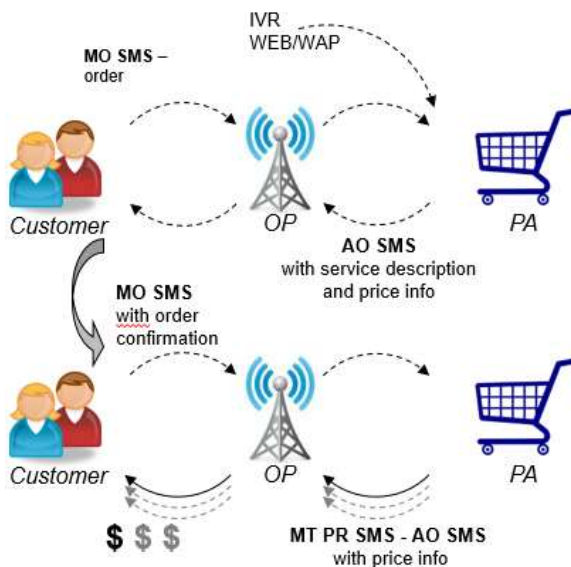 IVR
WEB/WAP
MO SMS –
order
Customer
OP
PA
AO SMS
with service description
and price info
MO SMS
with order
confirmation
Customer
OP
PA
$ $ $
MT PR SMS - AO SMS
with price info